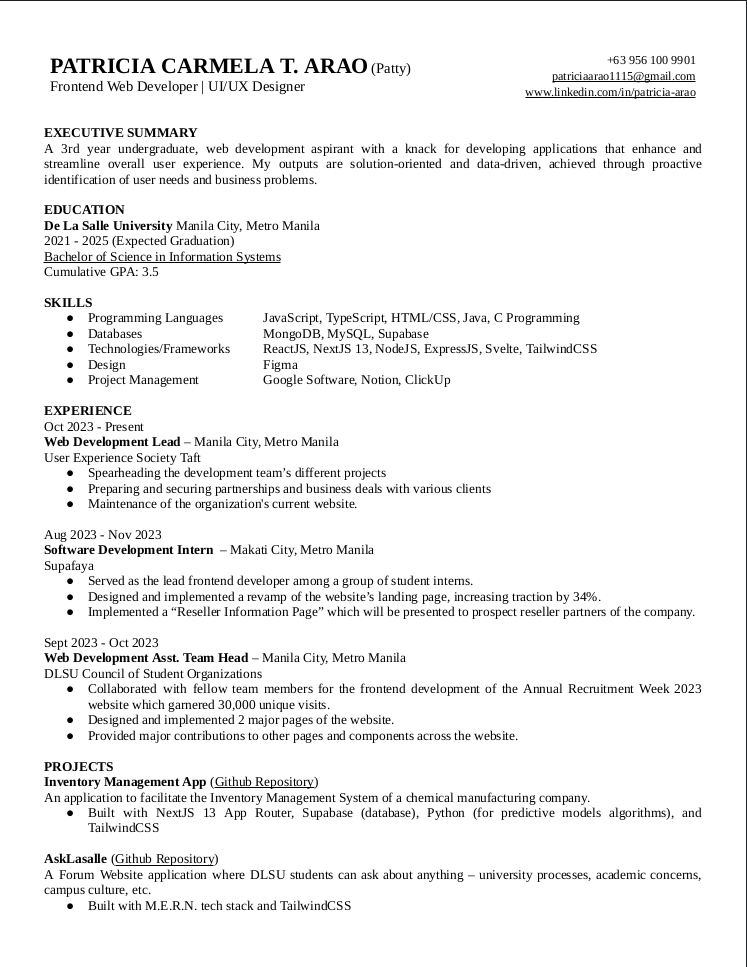 PATRICIA CARMELA T. ARAO (Patty)
Frontend Web Developer | UI/UX Designer
+63 956 100 9901
patriciaarao1115@gmail.com
www.linkedin.com/in/patricia-arao
EXECUTIVE SUMMARY
A 3rd year undergraduate, web development aspirant with a knack for developing applications that enhance and
streamline overall user experience. My outputs are solution-oriented and data-driven, achieved through proactive
identification of user needs and business problems.
EDUCATION
De La Salle University Manila City, Metro Manila
2021 - 2025 (Expected Graduation)
Bachelor of Science in Information Systems
Cumulative GPA: 3.5
SKILLS
● Programming Languages JavaScript, TypeScript, HTML/CSS, Java, C Programming
● Databases MongoDB, MySQL, Supabase
● Technologies/Frameworks ReactJS, NextJS 13, NodeJS, ExpressJS, Svelte, TailwindCSS
● Design Figma
● Project Management Google Software, Notion, ClickUp
EXPERIENCE
Oct 2023 - Present
Web Development Lead – Manila City, Metro Manila
User Experience Society Taft
● Spearheading the development team’s different projects
● Preparing and securing partnerships and business deals with various clients
● Maintenance of the organization's current website.
Aug 2023 - Nov 2023
Software Development Intern – Makati City, Metro Manila
Supafaya
● Served as the lead frontend developer among a group of student interns.
● Designed and implemented a revamp of the website’s landing page, increasing traction by 34%.
● Implemented a “Reseller Information Page” which will be presented to prospect reseller partners of the company.
Sept 2023 - Oct 2023
Web Development Asst. Team Head – Manila City, Metro Manila
DLSU Council of Student Organizations
● Collaborated with fellow team members for the frontend development of the Annual Recruitment Week 2023
website which garnered 30,000 unique visits.
● Designed and implemented 2 major pages of the website.
● Provided major contributions to other pages and components across the website.
PROJECTS
Inventory Management App (Github Repository)
An application to facilitate the Inventory Management System of a chemical manufacturing company.
● Built with NextJS 13 App Router, Supabase (database), Python (for predictive models algorithms), and
TailwindCSS
AskLasalle (Github Repository)
A Forum Website application where DLSU students can ask about anything – university processes, academic concerns,
campus culture, etc.
● Built with M.E.R.N. tech stack and TailwindCSS